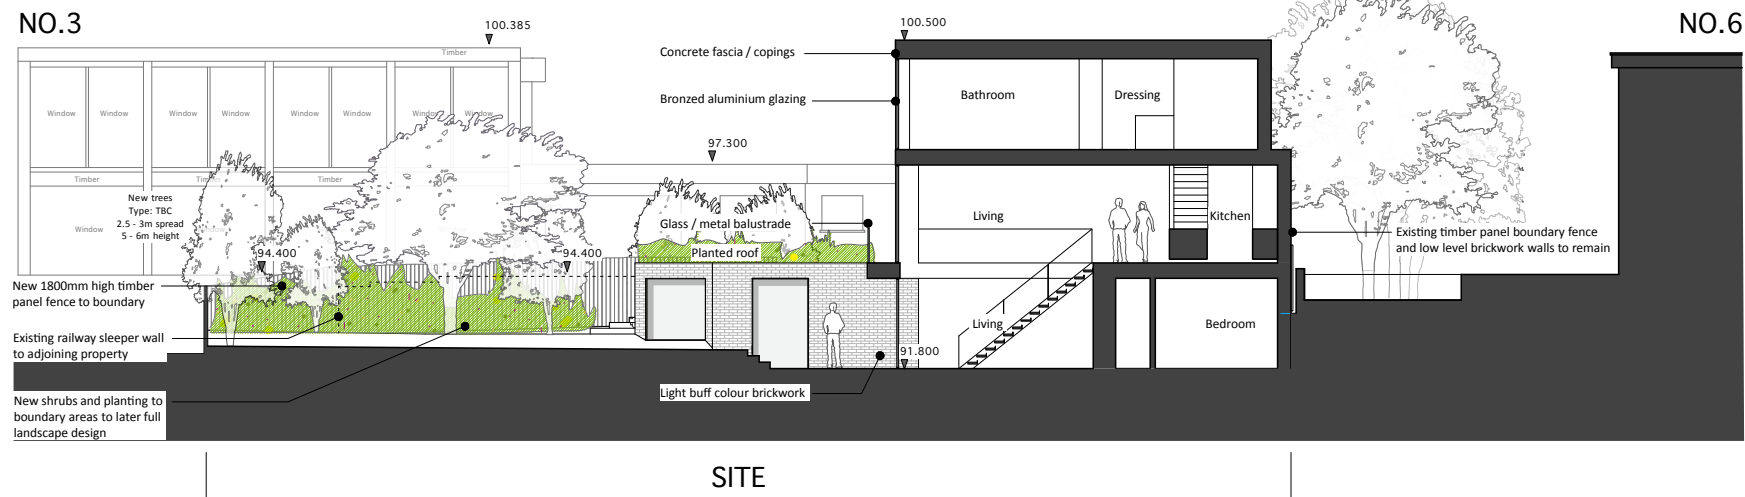 NO.3
NO.6
100.385
100.500
Timber
Concrete fascia / copings
Bathroom
Dressing
Bronzed aluminium glazing
Window
Window
Window
Window
Window
Window
Window
Window
97.300
Timber
Timber
Timber
New trees
Type: TBC
2.5 - 3m spread
5 - 6m height
Window
Living
Kitchen
Glass / metal balustrade
Existing timber panel boundary fence
and low level brickwork walls to remain
94.400
94.400
Planted roof
New 1800mm high timber
panel fence to boundary
Living
Bedroom
Existing railway sleeper wall
to adjoining property
91.800
Light buff colour brickwork
New shrubs and planting to
boundary areas to later full
landscape design
SITE